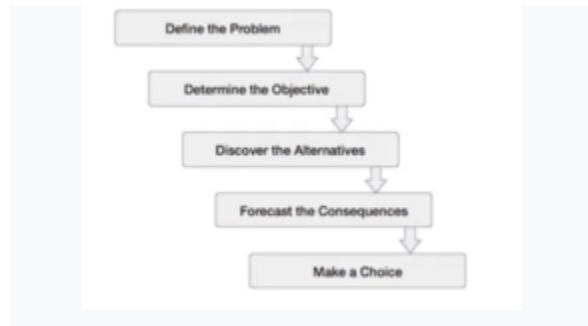 Define the Problem
Determine the Objective
Discover the Alternatives
Forecast the Consequences
Make a Choice